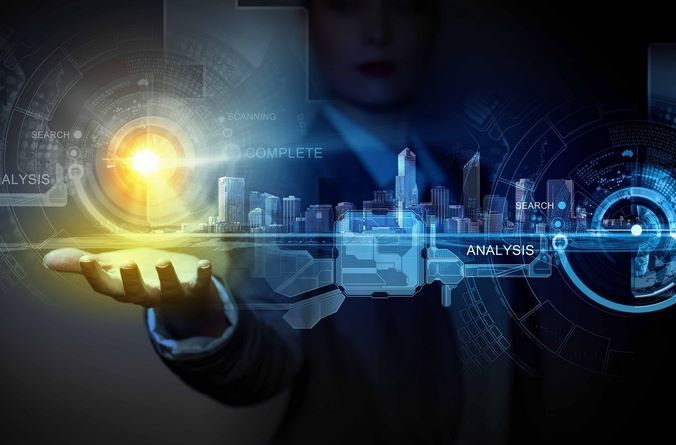 SCANNING
SEARCH
COMPLETE
ALYSIS
SEARCH
ANALYSIS